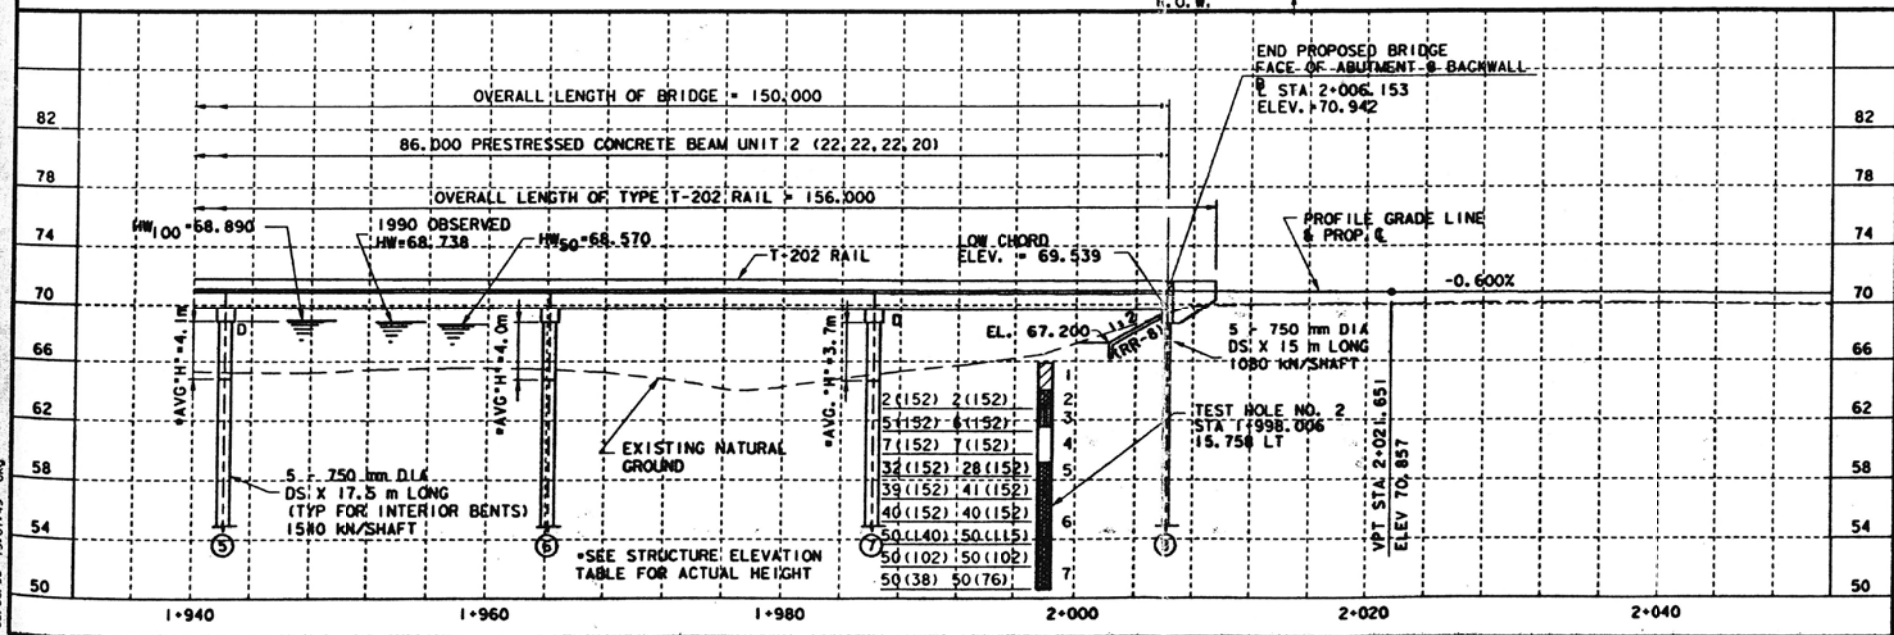 R.O.W.
END PROPOSED BRIDGE
FACE OF ABUTMENT & BACKWALL
STA 2+006.153
ELEV. = 70.942
OVERALL LENGTH OF BRIDGE = 150.000
82
82
86.000 PRESTRESSED CONCRETE BEAM UNIT 2 (22,22,22,20)
78
78
OVERALL LENGTH OF TYPE T-202 RAIL = 156.000
HW100=68.890
1990 OBSERVED
HW=68.738
HW50=68.570
LOW CHORD
ELEV. = 69.539
PROFILE GRADE LINE
& PROP. ℄
74
74
T-202 RAIL
-0.600%
70
70
D
D
*AVG "H"=4.1m
*AVG "H"=4.0m
*AVG. "H"=3.7m
EL. 67.200
1:2
(RR-8)
5 - 750 mm DIA
DS X 15 m LONG
1080 KN/SHAFT
66
66
2(152) 2(152)
5(152) 6(152)
7(152) 7(152)
32(152) 28(152)
39(152) 41(152)
40(152) 40(152)
50(140) 50(115)
50(102) 50(102)
50(38) 50(76)
1
2
3
4
5
6
7
TEST HOLE NO. 2
STA 1+998.006
15.758 LT
62
62
EXISTING NATURAL
GROUND
VPT STA 2+021.651
ELEV 70.857
58
58
5 - 750 mm DIA
DS X 17.5 m LONG
(TYP FOR INTERIOR BENTS)
1540 KN/SHAFT
54
54
5
6
7
*SEE STRUCTURE ELEVATION
TABLE FOR ACTUAL HEIGHT
50
50
1+940
1+960
1+980
2+000
2+020
2+040